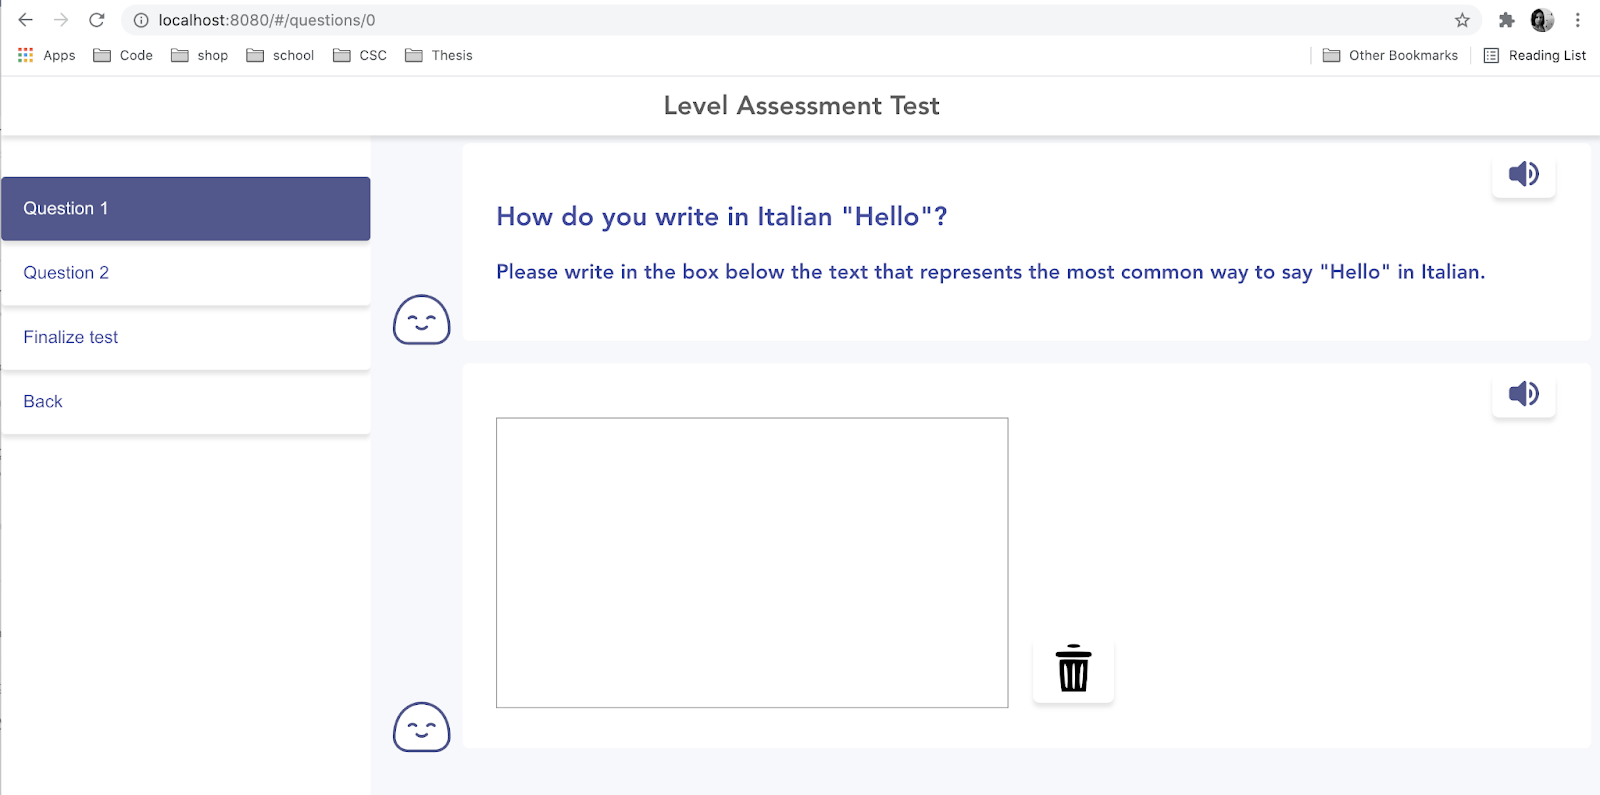 localhost:8080/#/questions/0
Apps Code shop school CSC Thesis Other Bookmarks Reading List
Level Assessment Test
Question 1
Question 2
Finalize test
Back
How do you write in Italian "Hello"?
Please write in the box below the text that represents the most common way to say "Hello" in Italian.